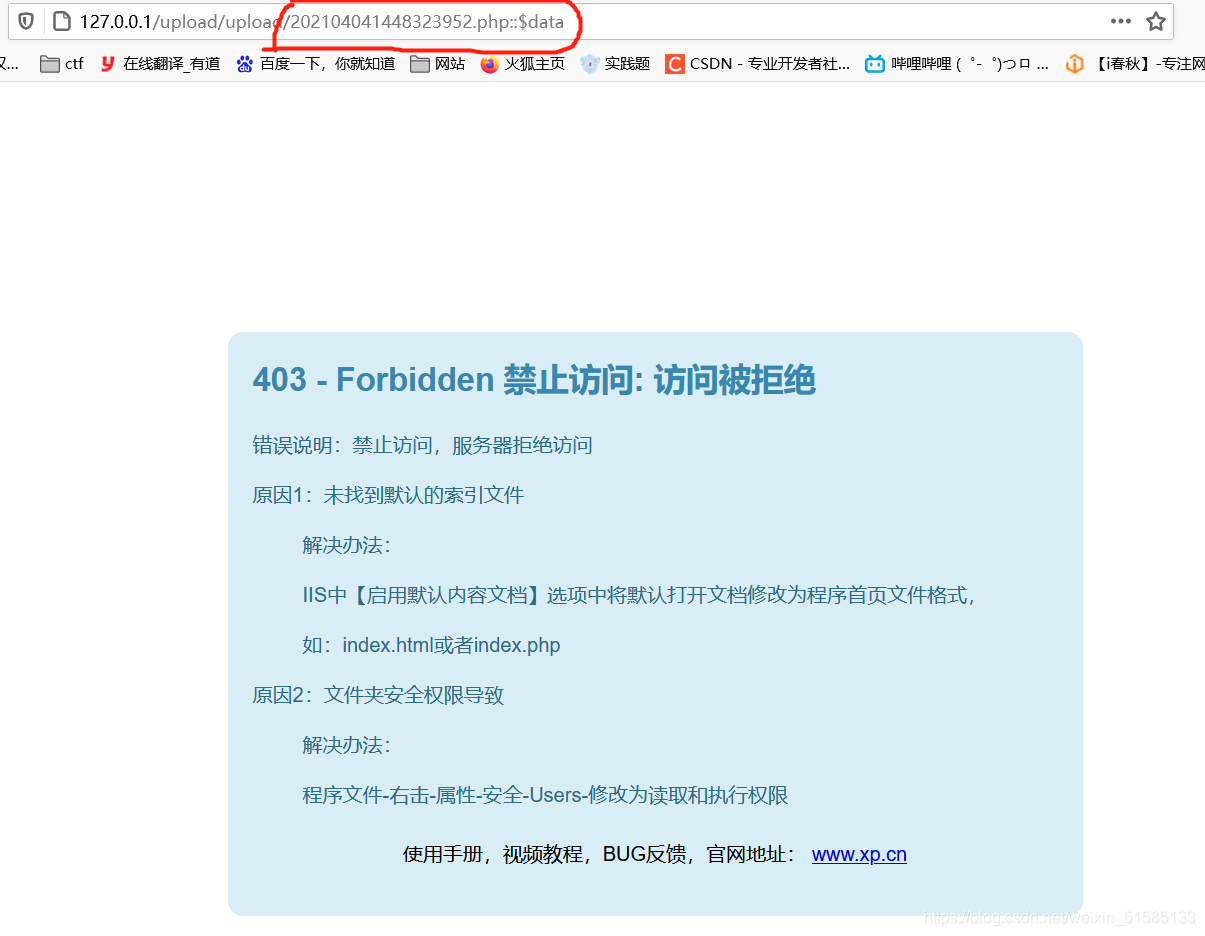 127.0.0.1/upload/upload/202104041448323952.php::$data
... ctf 在线翻译_有道 百度一下，你就知道 网站 火狐主页 实践题 CSDN - 专业开发者社... 哔哩哔哩 ( ゜- ゜)つロ ... 【i春秋】-专注网
403 - Forbidden 禁止访问: 访问被拒绝
错误说明：禁止访问，服务器拒绝访问
原因1：未找到默认的索引文件
解决办法：
IIS中【启用默认内容文档】选项中将默认打开文档修改为程序首页文件格式，
如：index.html或者index.php
原因2：文件夹安全权限导致
解决办法：
程序文件-右击-属性-安全-Users-修改为读取和执行权限
使用手册，视频教程，BUG反馈，官网地址： www.xp.cn
https://blog.csdn.net/weixin_51585133